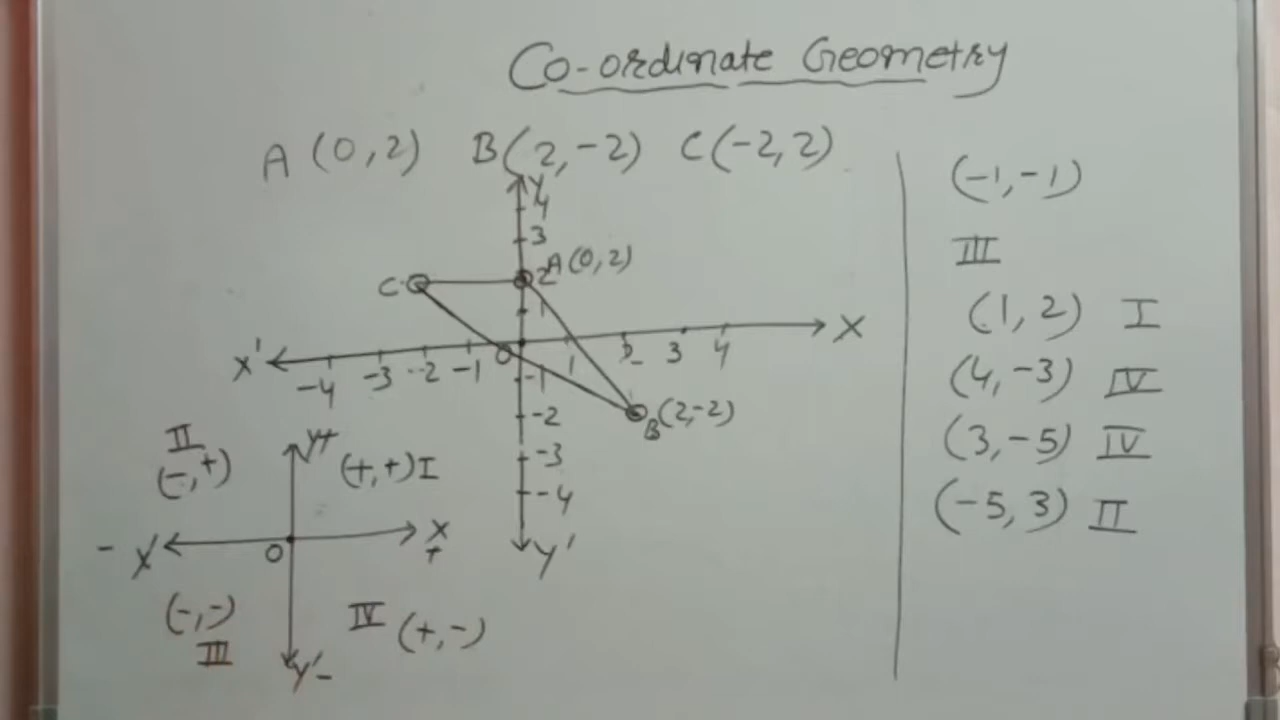 Co-ordinate Geometry
A (0,2) B(2,-2) C(-2,2)
Y
4
3
2 A(0,2)
C
1
X' -4 -3 -2 -1 0 1 2 3 4 X
-1
-2 B(2,-2)
-3
-4
Y'
II Y+
(-,+) (+,+) I
- X' O X
+
(-,-) IV (+,-)
III
Y'-
(-1,-1)
III
(1,2) I
(4,-3) IV
(3,-5) IV
(-5,3) II